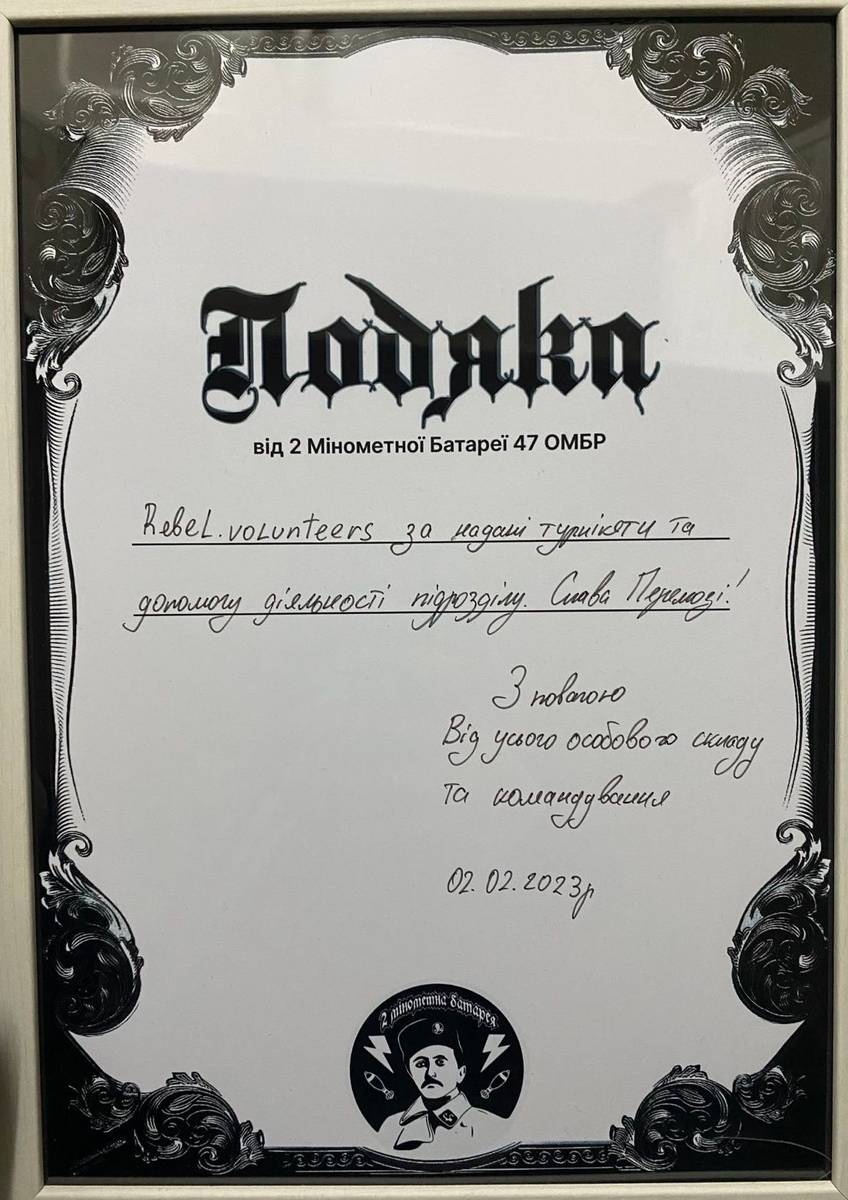 Подяка
від 2 Мінометної Батареї 47 ОМБР
Rebel.volunteers за надані турнікети та
допомогу діяльності підрозділу. Слава Перемозі!
З повагою
Від усього особового складу
та командування
02.02.2023р
2 мінометна батарея